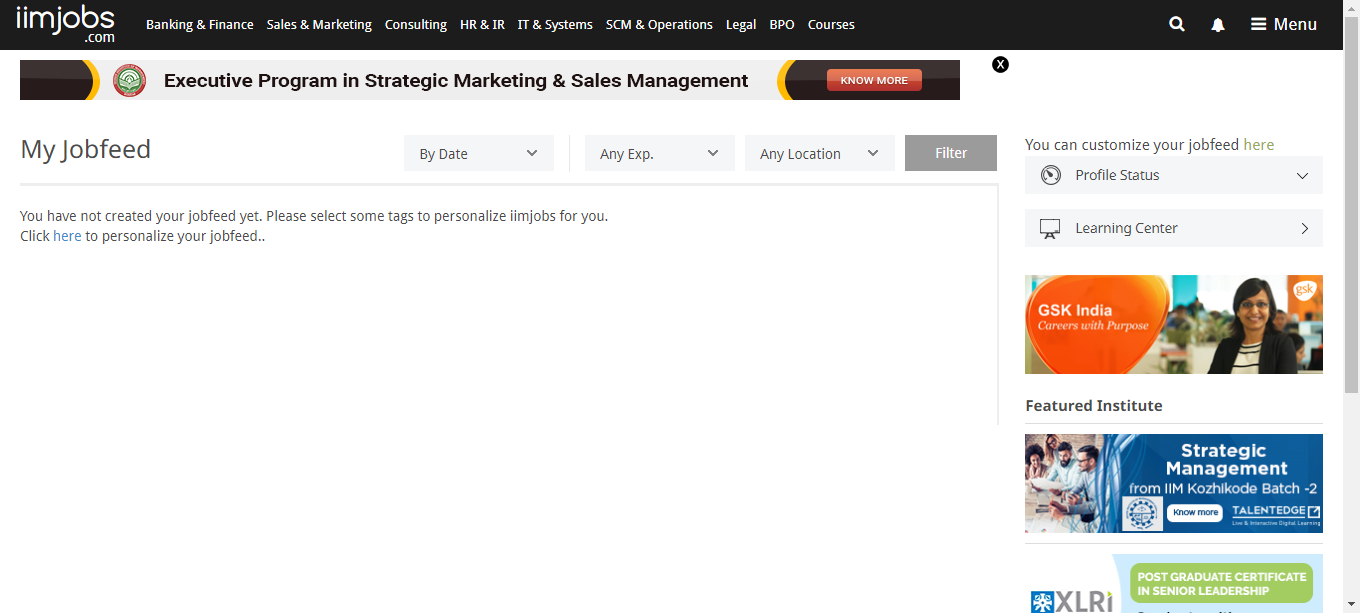 iimjobs
.com
Banking & Finance Sales & Marketing Consulting HR & IR IT & Systems SCM & Operations Legal BPO Courses
Menu
Executive Program in Strategic Marketing & Sales Management
KNOW MORE
X
My Jobfeed
By Date
Any Exp.
Any Location
Filter
You have not created your jobfeed yet. Please select some tags to personalize iimjobs for you.
Click here to personalize your jobfeed..
You can customize your jobfeed here
Profile Status
Learning Center
GSK India
Careers with Purpose
gsk
Featured Institute
Strategic
Management
from IIM Kozhikode Batch -2
Know more
TALENTEDGE
Live & Interactive Digital Learning
XLRi
POST GRADUATE CERTIFICATE
IN SENIOR LEADERSHIP